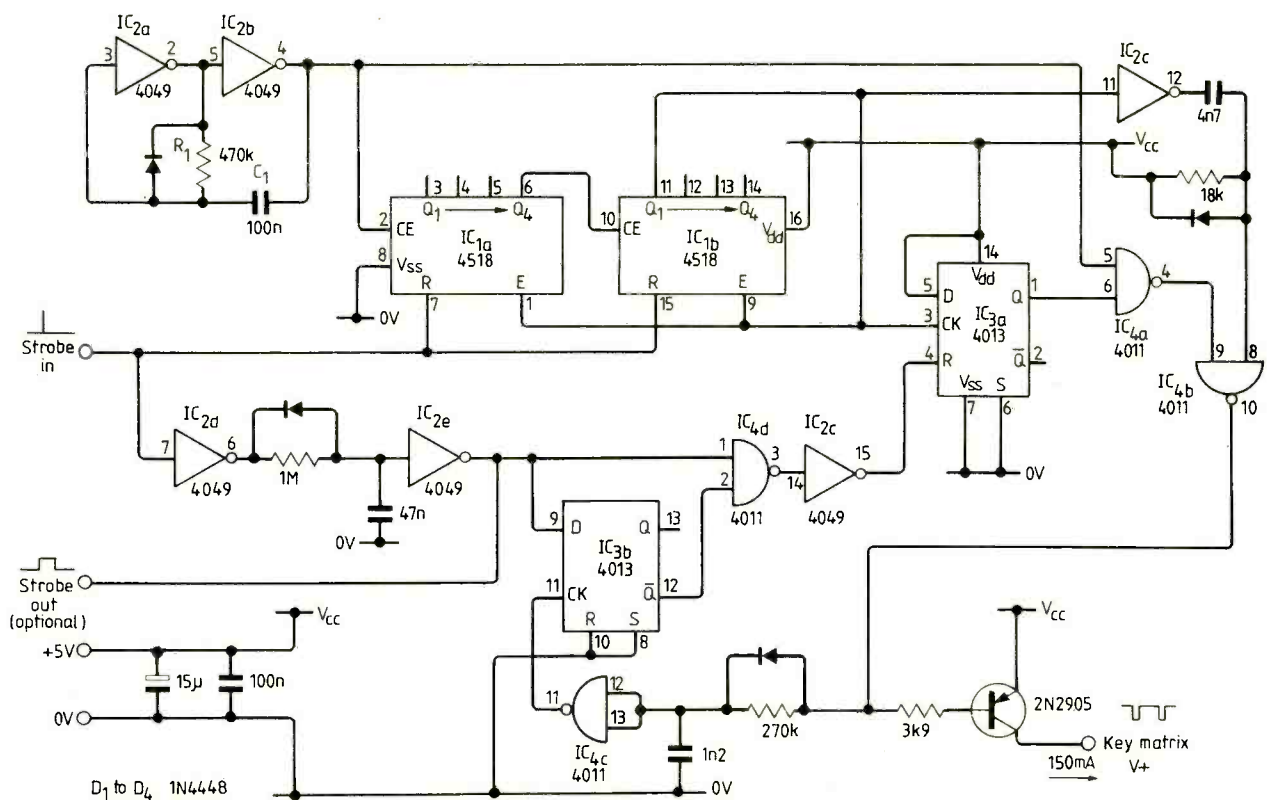 IC2a
IC2b
3
2
5
4
4049
4049
R1
470k
C1
100n
IC2c
11
12
4n7
Vcc
18k
3
4
5
6
Q1
Q4
2
CE
8
VSS
IC1a
4518
R
E
7
1
0V
11
12
13
14
Q1
Q4
10
CE
16
Vdd
IC1b
4518
R
E
15
9
14
Vdd
5
D
Q
1
IC3a
4013
3
CK
4
R
Q̅
2
VSS
S
7
6
0V
5
6
4
IC4a
4011
9
8
IC4b
4011
10
Strobe in
IC2d
7
6
4049
1M
IC2e
4049
47n
0V
IC4d
1
2
3
4011
IC2c
14
15
4049
9
D
Q
13
IC3b
4013
11
CK
Q̅
12
R
S
10
8
Strobe out (optional)
Vcc
+5V
15µ
100n
0V
11
12
13
IC4c
4011
270k
1n2
0V
3k9
Vcc
2N2905
Key matrix V+
150mA
D1 to D4 1N4448